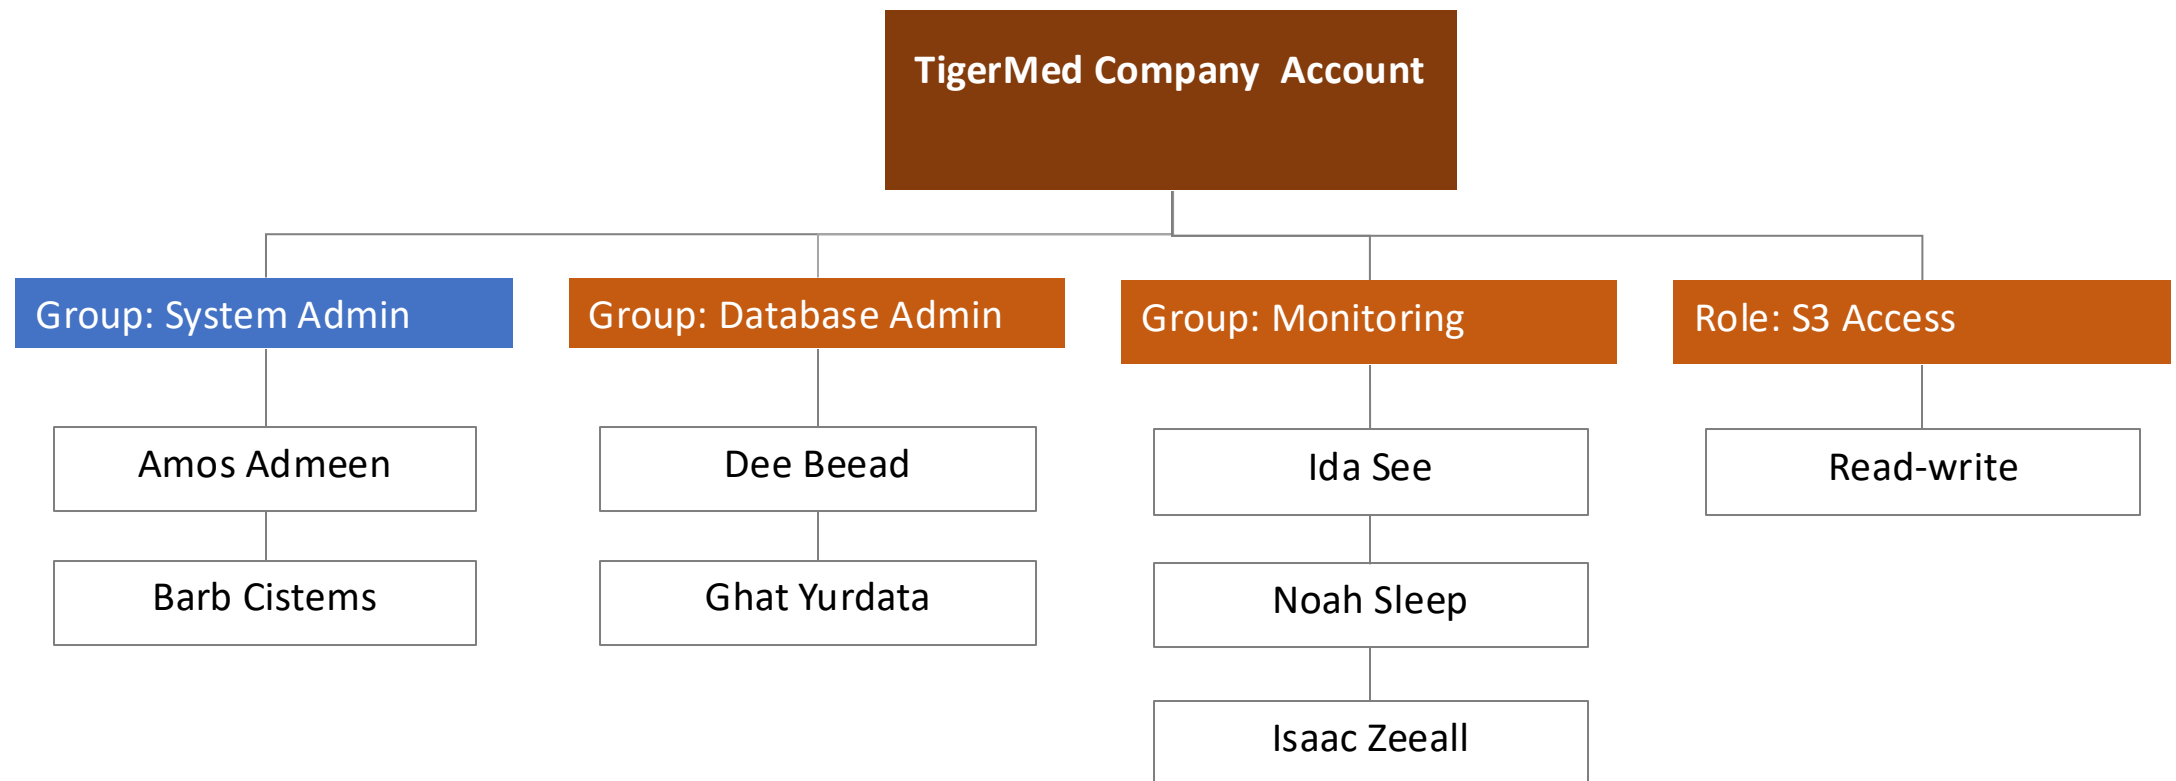 TigerMed Company  Account
Group: System Admin
Group: Database Admin
Group: Monitoring
Role: S3 Access
Amos Admeen
Dee Beead
Ida See
Read-write
Barb Cistems
Ghat Yurdata
Noah Sleep
Isaac Zeeall